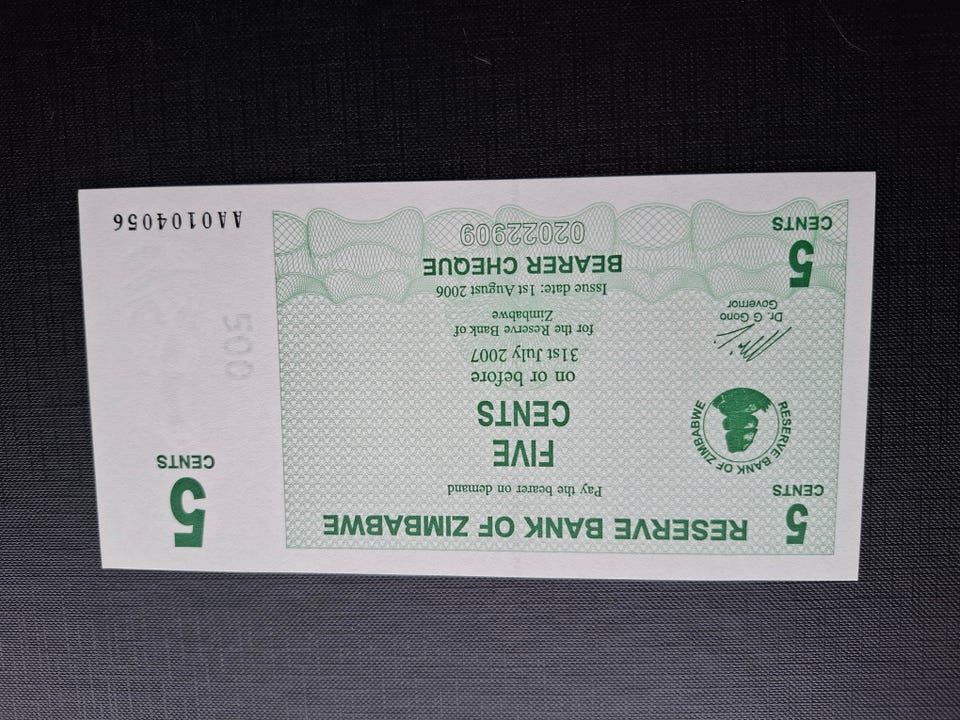 RESERVE BANK OF ZIMBABWE
5
CENTS
RESERVE BANK OF ZIMBABWE
Dr. G Gono
Governor
5
CENTS
Pay the bearer on demand
FIVE
CENTS
on or before
31st July 2007
for the Reserve Bank of
Zimbabwe
Issue date: 1st August 2006
BEARER CHEQUE
02022909
5
CENTS
500
AA0104056